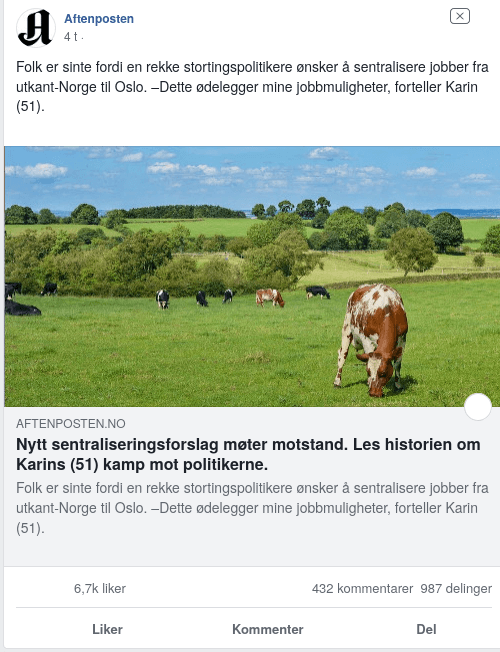 Aftenposten
4 t ·
Folk er sinte fordi en rekke stortingspolitikere ønsker å sentralisere jobber fra
utkant-Norge til Oslo. –Dette ødelegger mine jobbmuligheter, forteller Karin
(51).
AFTENPOSTEN.NO
Nytt sentraliseringsforslag møter motstand. Les historien om
Karins (51) kamp mot politikerne.
Folk er sinte fordi en rekke stortingspolitikere ønsker å sentralisere jobber fra
utkant-Norge til Oslo. –Dette ødelegger mine jobbmuligheter, forteller Karin
(51).
6,7k liker 432 kommentarer 987 delinger
Liker Kommenter Del